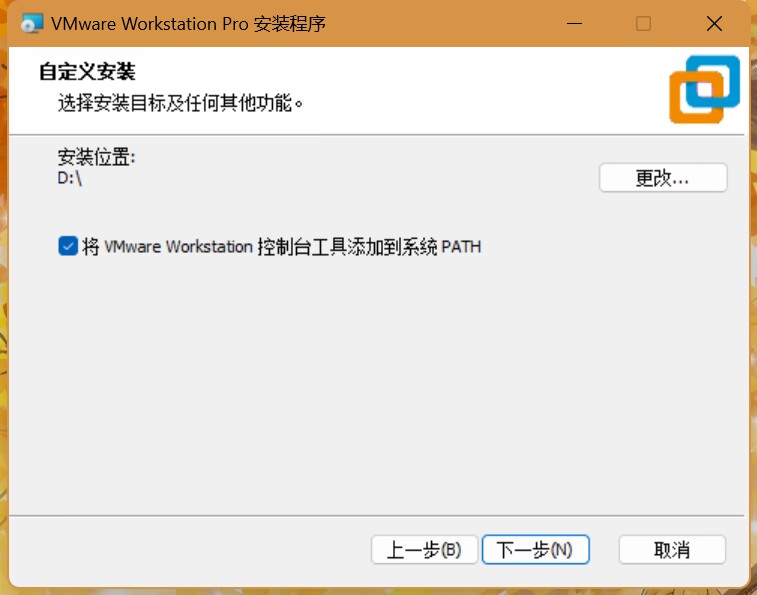 VMware Workstation Pro 安装程序
自定义安装
选择安装目标及任何其他功能。
安装位置:
D:\
更改...
将 VMware Workstation 控制台工具添加到系统 PATH
上一步(B)
下一步(N)
取消